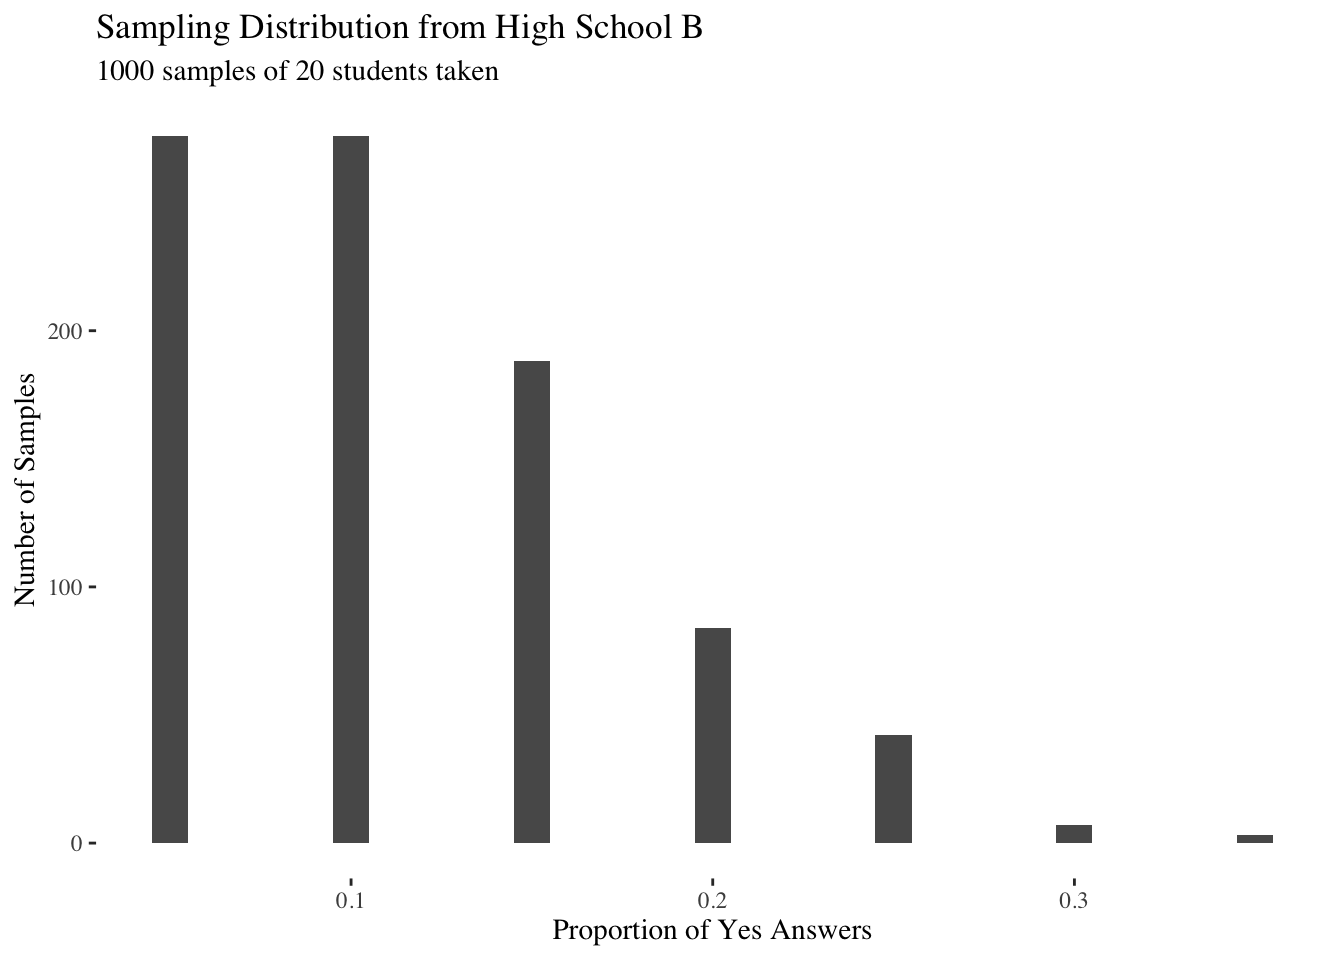 Sampling Distribution from High School B
1000 samples of 20 students taken
200
100
0
Number of Samples
0.1 0.2 0.3
Proportion of Yes Answers